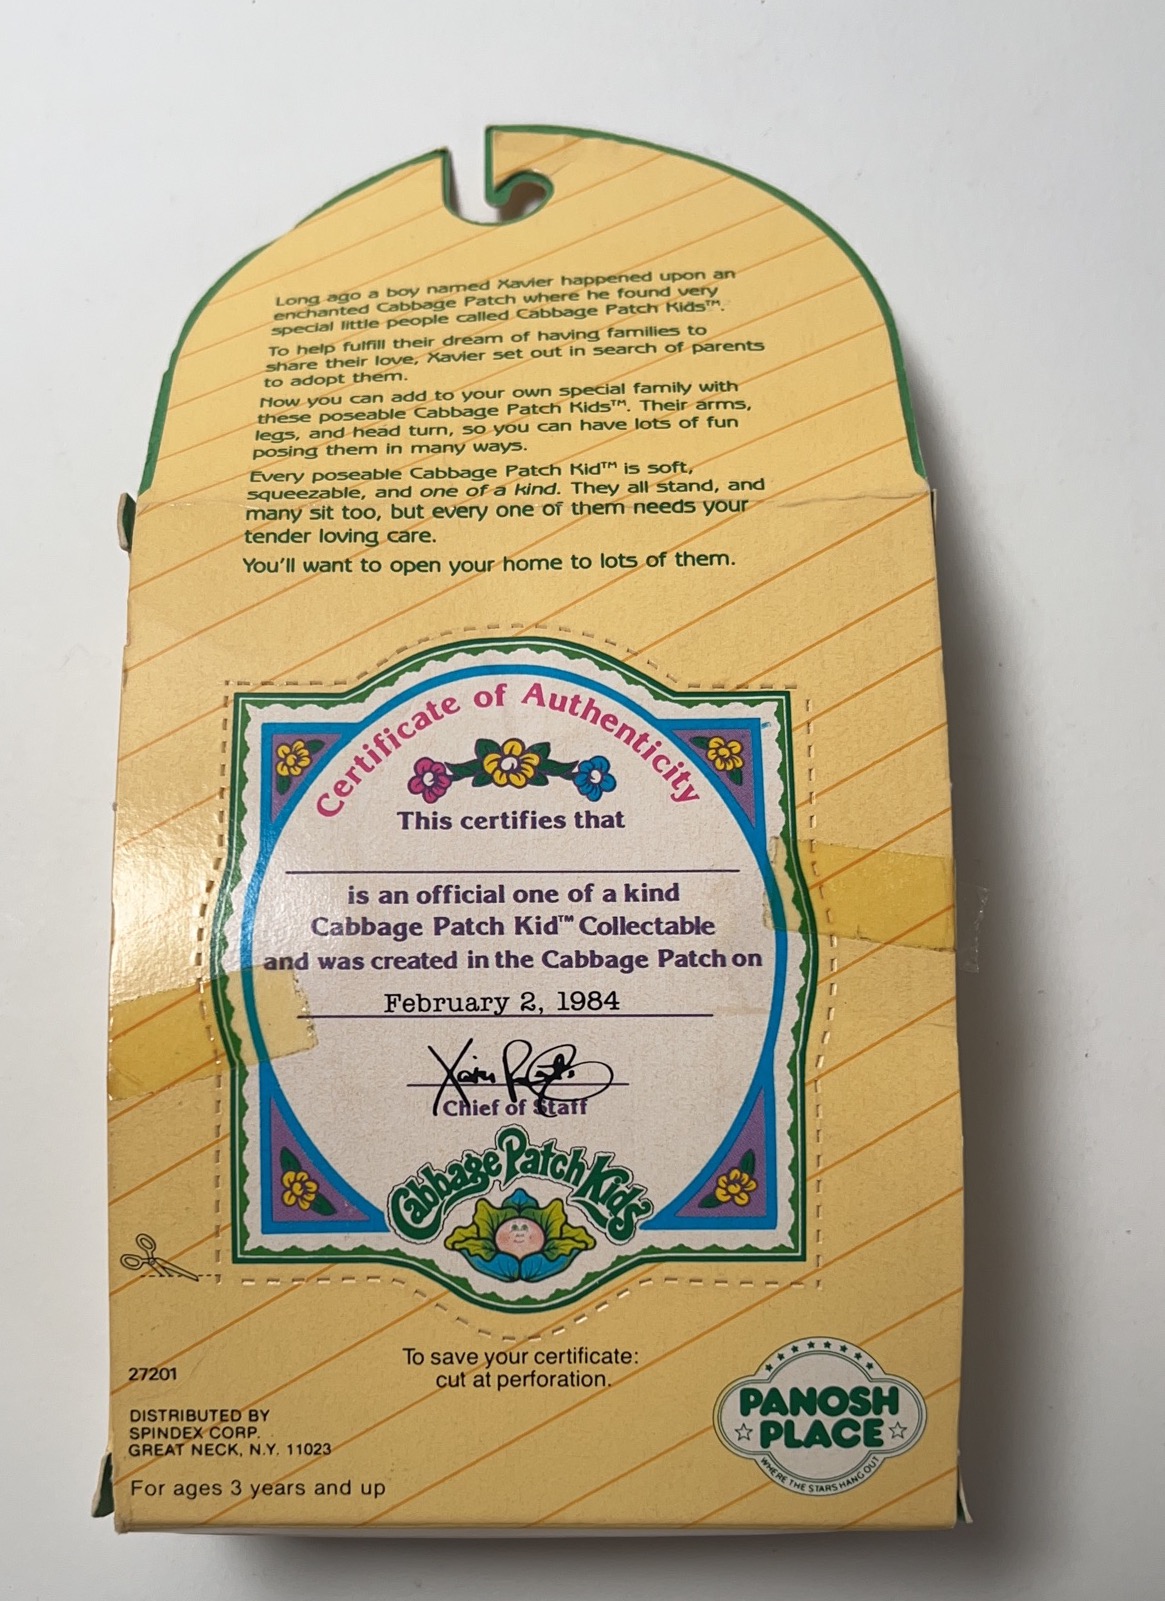 Long ago a boy named Xavier happened upon an
enchanted Cabbage Patch where he found very
special little people called Cabbage Patch Kids™.
To help fulfill their dream of having families to
share their love, Xavier set out in search of parents
to adopt them.
Now you can add to your own special family with
these poseable Cabbage Patch Kids™. Their arms,
legs, and head turn, so you can have lots of fun
posing them in many ways.
Every poseable Cabbage Patch Kid™ is soft,
squeezable, and one of a kind. They all stand, and
many sit too, but every one of them needs your
tender loving care.
You'll want to open your home to lots of them.
Certificate of Authenticity
This certifies that
is an official one of a kind
Cabbage Patch Kid™ Collectable
and was created in the Cabbage Patch on
February 2, 1984
Xavier Roberts
Chief of Staff
Cabbage Patch Kids
To save your certificate:
cut at perforation.
27201
DISTRIBUTED BY
SPINDEX CORP.
GREAT NECK, N.Y. 11023
For ages 3 years and up
PANOSH
PLACE
WHERE THE STARS HANG OUT